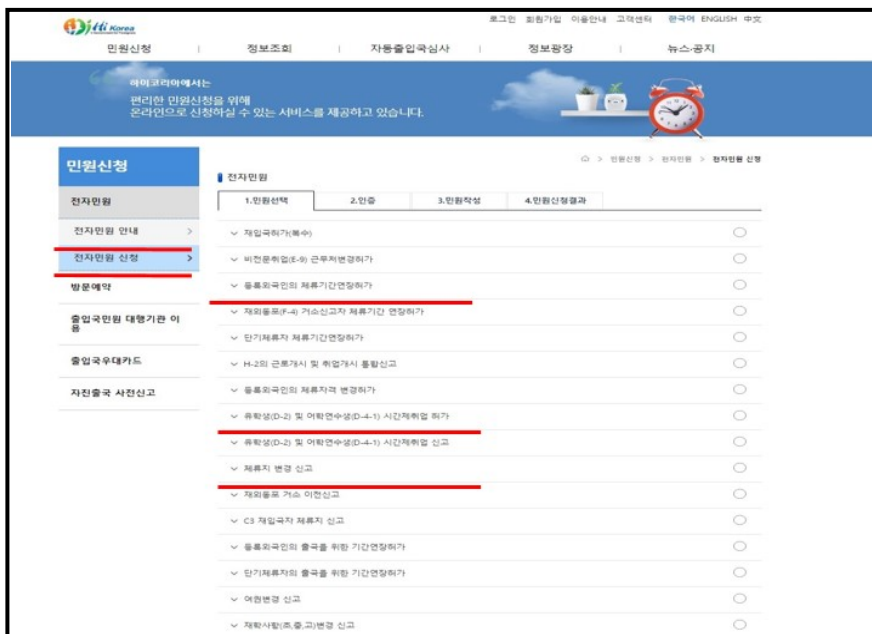 Hi Korea
로그인 회원가입 이용안내 고객센터 한국어 ENGLISH 中文
민원신청 | 정보조회 | 자동출입국심사 | 정보광장 | 뉴스·공지
하이코리아에서는
편리한 민원신청을 위해
온라인으로 신청하실 수 있는 서비스를 제공하고 있습니다.
민원신청
전자민원
전자민원 안내 >
전자민원 신청 >
방문예약
출입국민원 대행기관 이
용
출입국우대카드
자진출국 사전신고
> 민원신청 > 전자민원 > 전자민원 신청
전자민원
1.민원선택 2.인증 3.민원작성 4.민원신청결과
재입국허가(복수)
비전문취업(E-9) 근무처변경허가
등록외국인의 체류기간연장허가
재외동포(F-4) 거소신고자 체류기간 연장허가
단기체류자 체류기간연장허가
H-2의 근로개시 및 취업개시 통합신고
등록외국인의 체류자격 변경허가
유학생(D-2) 및 어학연수생(D-4-1) 시간제취업 허가
유학생(D-2) 및 어학연수생(D-4-1) 시간제취업 신고
체류지 변경 신고
재외동포 거소 이전신고
C3 재입국자 체류지 신고
등록외국인의 출국을 위한 기간연장허가
단기체류자의 출국을 위한 기간연장허가
여권변경 신고
재학사항(초,중,고)변경 신고